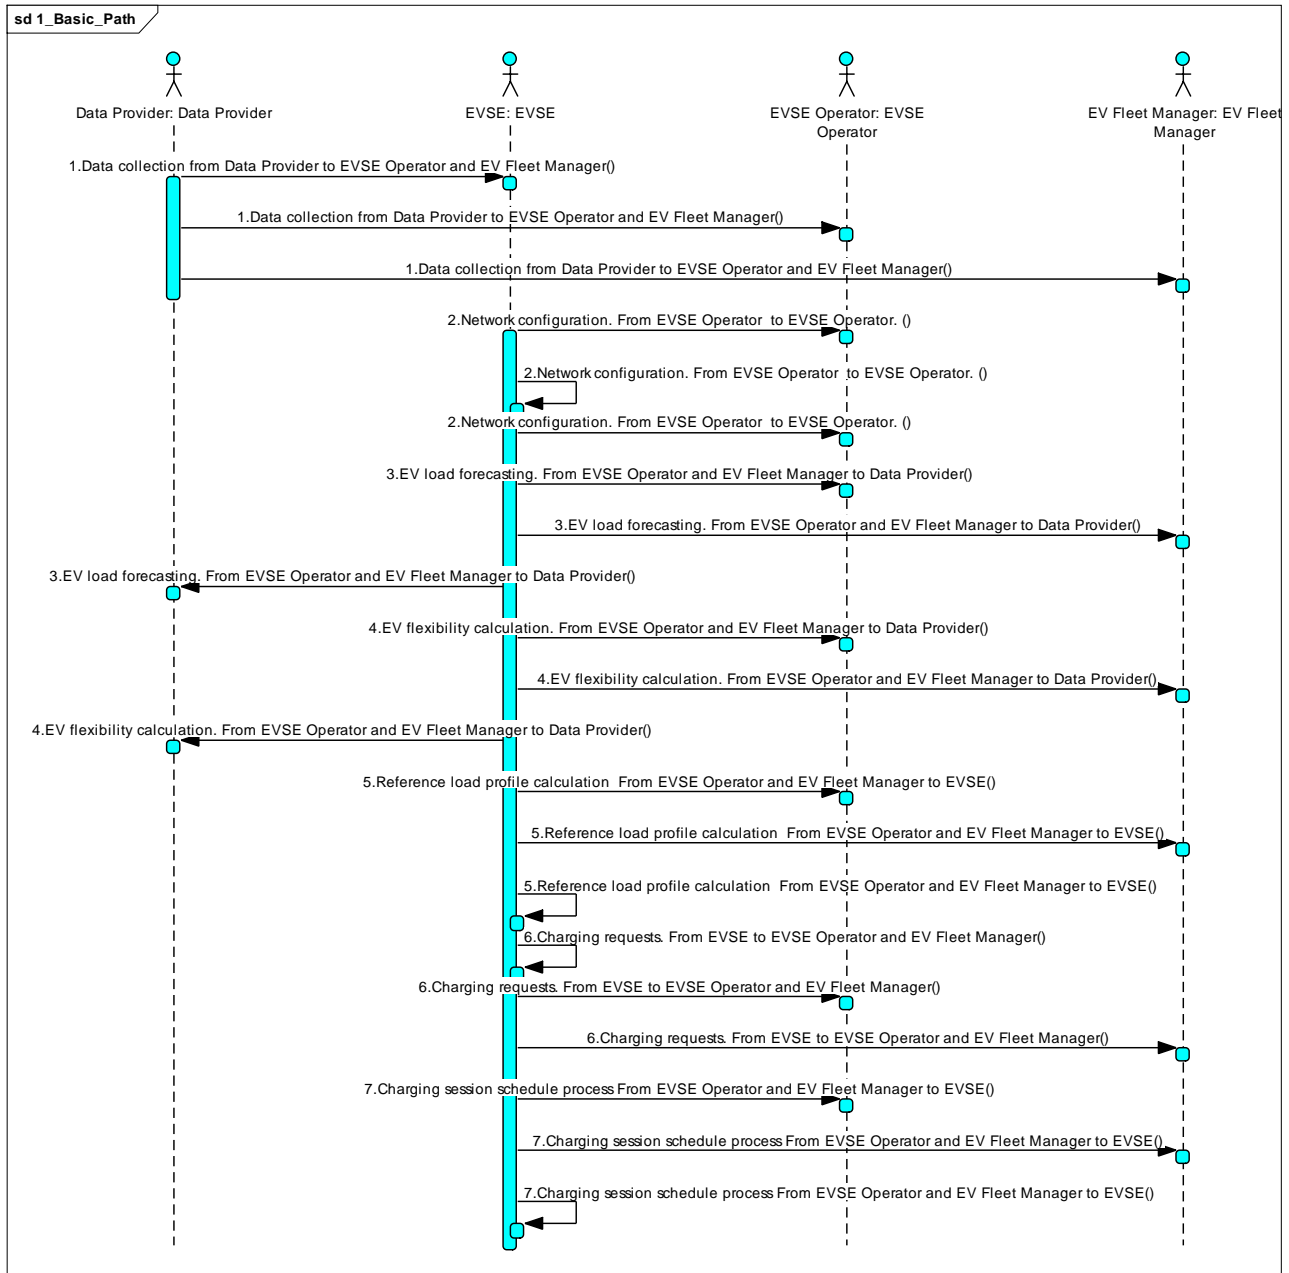 sd 1_Basic_Path
Data Provider: Data Provider
EVSE: EVSE
EVSE Operator: EVSE
Operator
EV Fleet Manager: EV Fleet
Manager
1.Data collection from Data Provider to EVSE Operator and EV Fleet Manager()
1.Data collection from Data Provider to EVSE Operator and EV Fleet Manager()
1.Data collection from Data Provider to EVSE Operator and EV Fleet Manager()
2.Network configuration. From EVSE Operator  to EVSE Operator. ()
2.Network configuration. From EVSE Operator  to EVSE Operator. ()
2.Network configuration. From EVSE Operator  to EVSE Operator. ()
3.EV load forecasting. From EVSE Operator and EV Fleet Manager to Data Provider()
3.EV load forecasting. From EVSE Operator and EV Fleet Manager to Data Provider()
3.EV load forecasting. From EVSE Operator and EV Fleet Manager to Data Provider()
4.EV flexibility calculation. From EVSE Operator and EV Fleet Manager to Data Provider()
4.EV flexibility calculation. From EVSE Operator and EV Fleet Manager to Data Provider()
4.EV flexibility calculation. From EVSE Operator and EV Fleet Manager to Data Provider()
5.Reference load profile calculation  From EVSE Operator and EV Fleet Manager to EVSE()
5.Reference load profile calculation  From EVSE Operator and EV Fleet Manager to EVSE()
5.Reference load profile calculation  From EVSE Operator and EV Fleet Manager to EVSE()
6.Charging requests. From EVSE to EVSE Operator and EV Fleet Manager()
6.Charging requests. From EVSE to EVSE Operator and EV Fleet Manager()
6.Charging requests. From EVSE to EVSE Operator and EV Fleet Manager()
7.Charging session schedule process From EVSE Operator and EV Fleet Manager to EVSE()
7.Charging session schedule process From EVSE Operator and EV Fleet Manager to EVSE()
7.Charging session schedule process From EVSE Operator and EV Fleet Manager to EVSE()